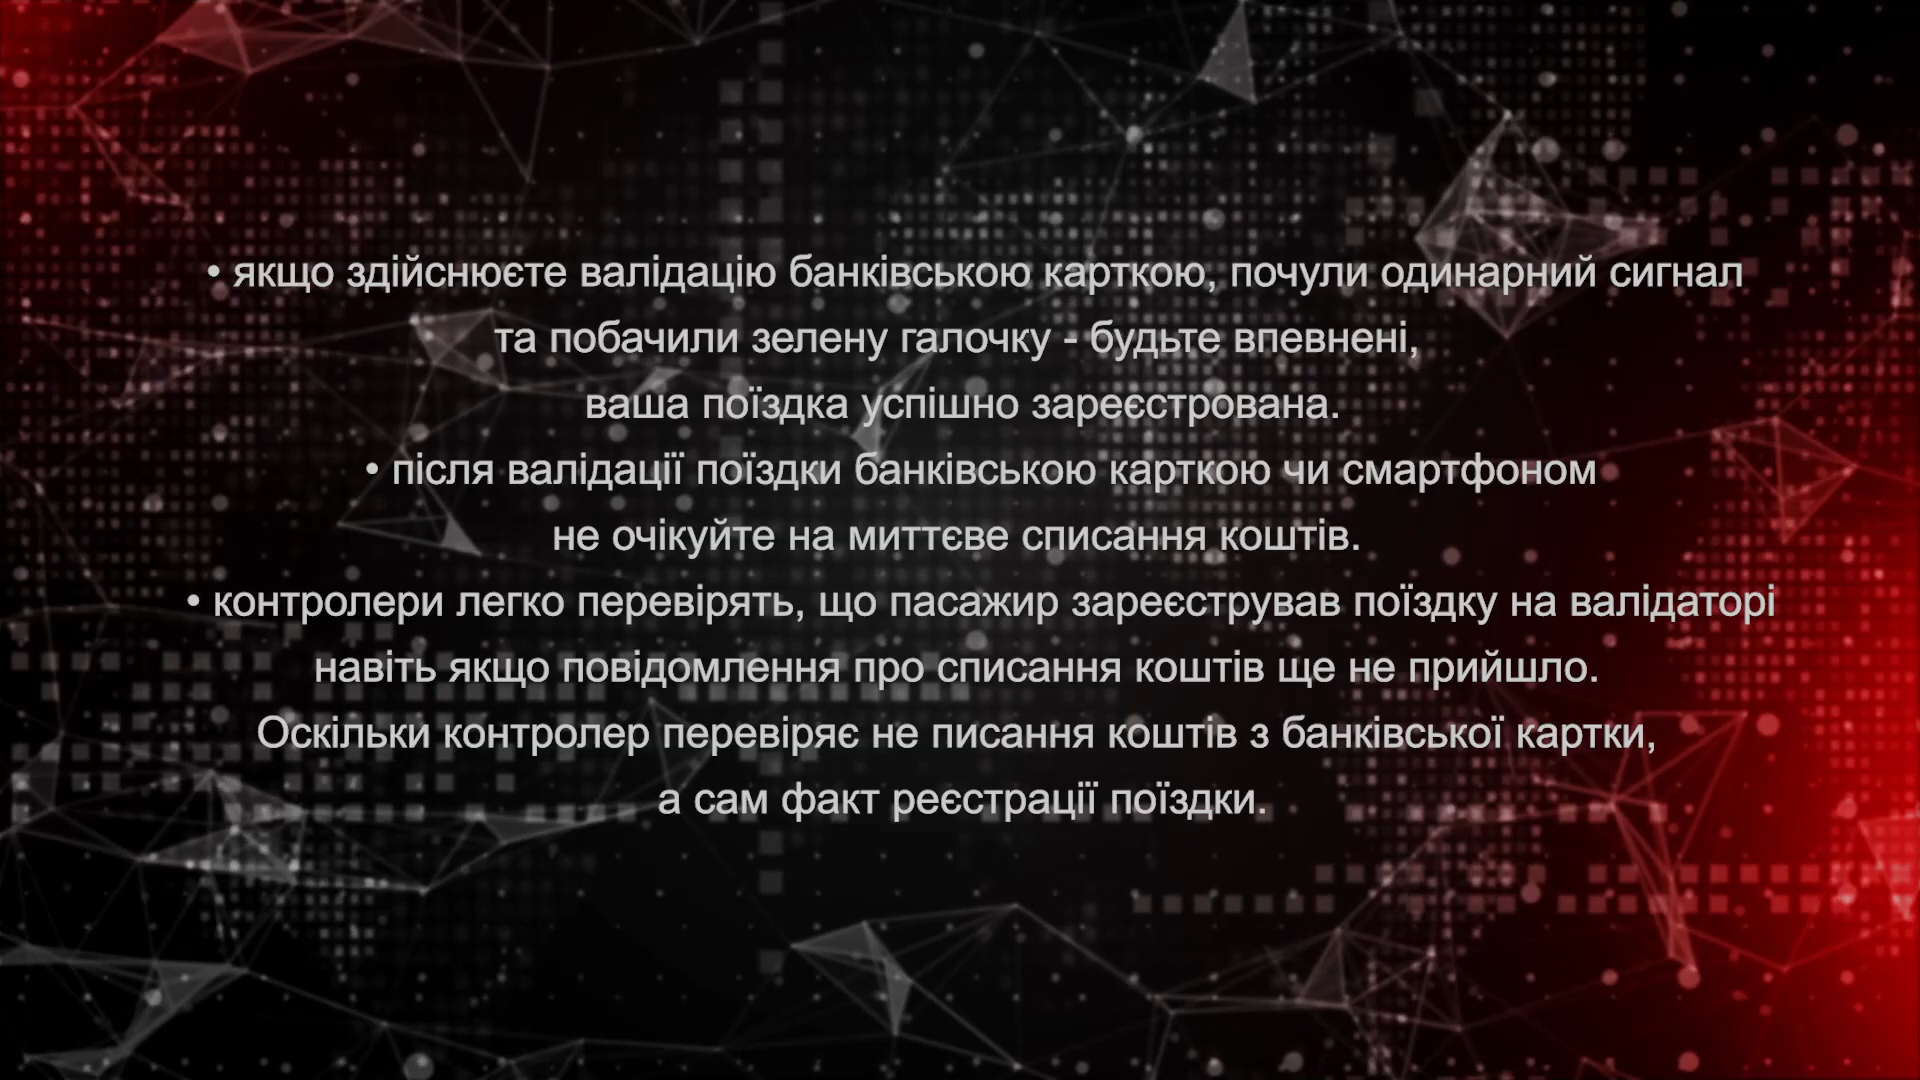 • якщо здійснюєте валідацію банківською карткою, почули одинарний сигнал
та побачили зелену галочку - будьте впевнені,
ваша поїздка успішно зареєстрована.
• після валідації поїздки банківською карткою чи смартфоном
не очікуйте на миттєве списання коштів.
• контролери легко перевірять, що пасажир зареєстрував поїздку на валідаторі
навіть якщо повідомлення про списання коштів ще не прийшло.
Оскільки контролер перевіряє не писання коштів з банківської картки,
а сам факт реєстрації поїздки.